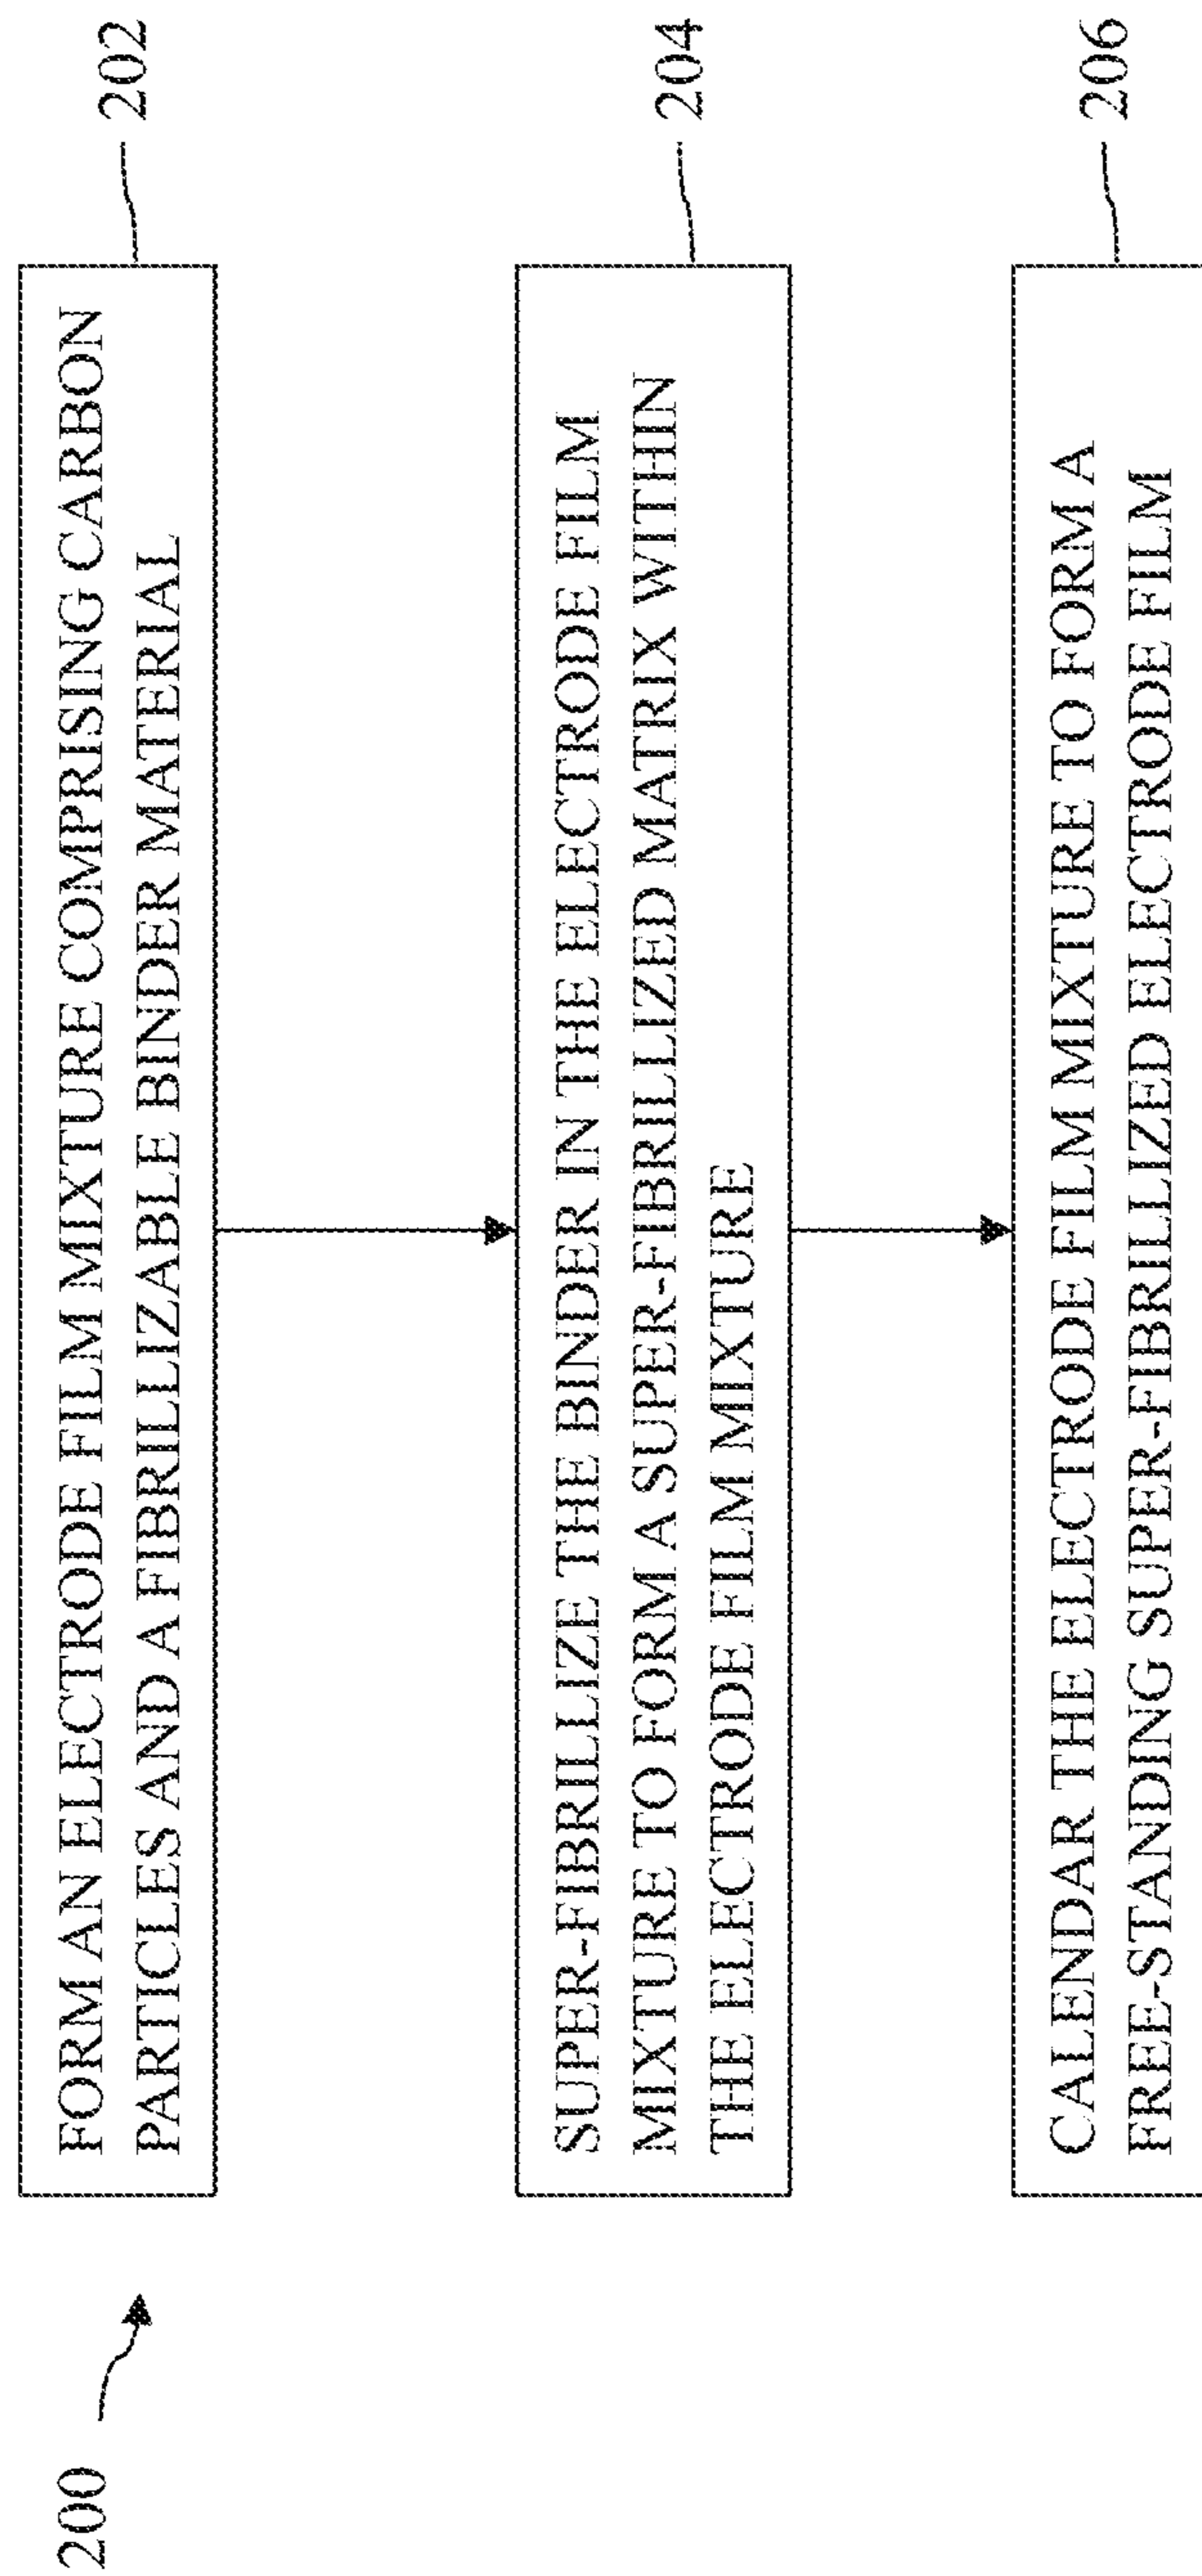 200
FORM AN ELECTRODE FILM MIXTURE COMPRISING CARBON
PARTICLES AND A FIBRILLIZABLE BINDER MATERIAL
202
SUPER-FIBRILLIZE THE BINDER IN THE ELECTRODE FILM
MIXTURE TO FORM A SUPER-FIBRILLIZED MATRIX WITHIN
THE ELECTRODE FILM MIXTURE
204
CALENDAR THE ELECTRODE FILM MIXTURE TO FORM A
FREE-STANDING SUPER-FIBRILLIZED ELECTRODE FILM
206